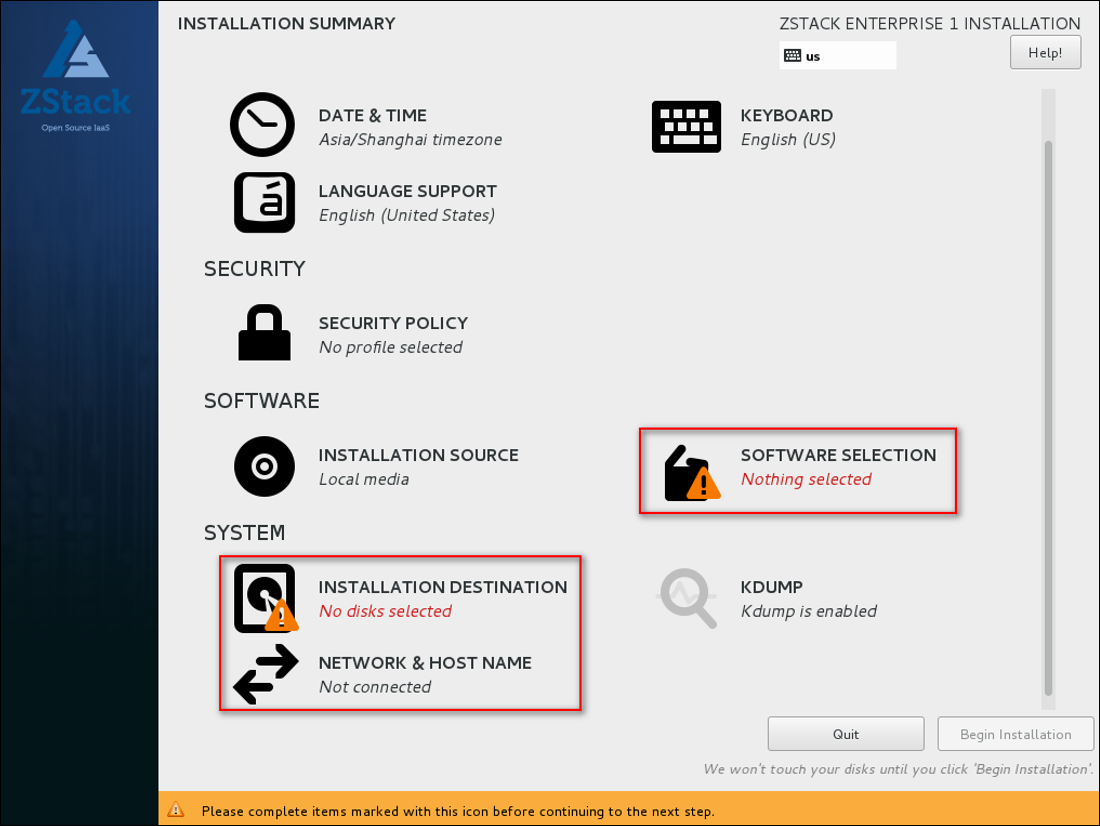 ZStack
Open Source IaaS
INSTALLATION SUMMARY
ZSTACK ENTERPRISE 1 INSTALLATION
us
Help!
DATE & TIME
Asia/Shanghai timezone
KEYBOARD
English (US)
á
LANGUAGE SUPPORT
English (United States)
SECURITY
SECURITY POLICY
No profile selected
SOFTWARE
INSTALLATION SOURCE
Local media
SOFTWARE SELECTION
Nothing selected
SYSTEM
INSTALLATION DESTINATION
No disks selected
KDUMP
Kdump is enabled
NETWORK & HOST NAME
Not connected
Quit
Begin Installation
We won't touch your disks until you click 'Begin Installation'.
Please complete items marked with this icon before continuing to the next step.